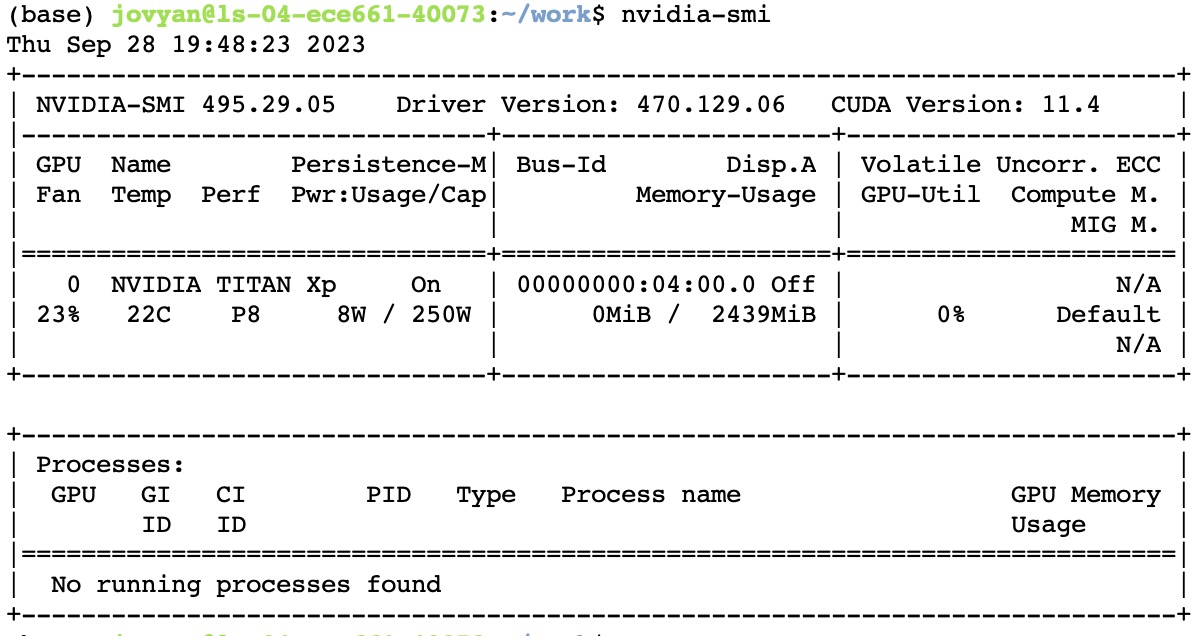 (base) jovyan@ls-04-ece661-40073:~/work$ nvidia-smi
Thu Sep 28 19:48:23 2023
+-----------------------------------------------------------------------------+
| NVIDIA-SMI 495.29.05    Driver Version: 470.129.06   CUDA Version: 11.4     |
|-------------------------------+----------------------+----------------------+
| GPU  Name        Persistence-M| Bus-Id        Disp.A | Volatile Uncorr. ECC |
| Fan  Temp  Perf  Pwr:Usage/Cap|         Memory-Usage | GPU-Util  Compute M. |
|                               |                      |               MIG M. |
|===============================+======================+======================|
|   0  NVIDIA TITAN Xp     On   | 00000000:04:00.0 Off |                  N/A |
| 23%   22C    P8     8W / 250W |      0MiB /  2439MiB |      0%      Default |
|                               |                      |                  N/A |
+-------------------------------+----------------------+----------------------+

+-----------------------------------------------------------------------------+
| Processes:                                                                  |
|  GPU   GI   CI        PID   Type   Process name                  GPU Memory |
|        ID   ID                                                   Usage      |
|=============================================================================|
|  No running processes found                                                 |
+-----------------------------------------------------------------------------+